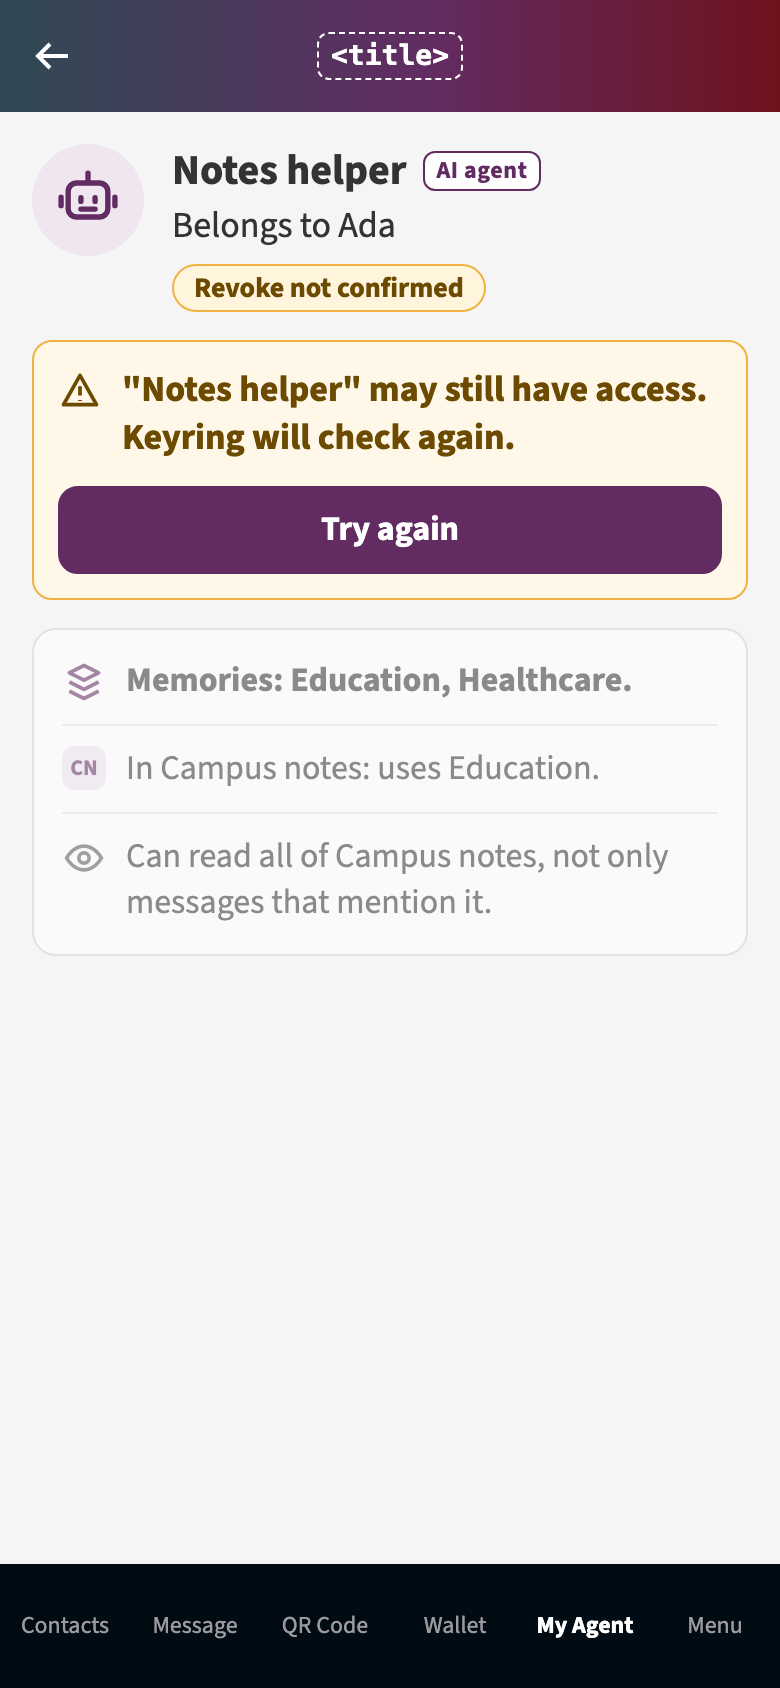 <title>
Notes helper AI agent
Belongs to Ada
Revoke not confirmed
"Notes helper" may still have access.
Keyring will check again.
Try again
Memories: Education, Healthcare.
CN In Campus notes: uses Education.
Can read all of Campus notes, not only
messages that mention it.
Contacts Message QR Code Wallet My Agent Menu